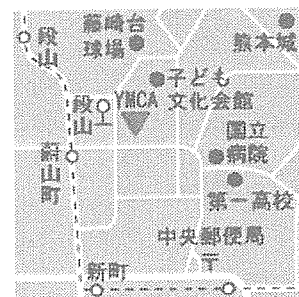 藤崎台
球場
熊本城
段山
子ども
文化会館
段山
YMCA
国立
病院
蔚山町
第一高校
中央郵便局
〒
新町